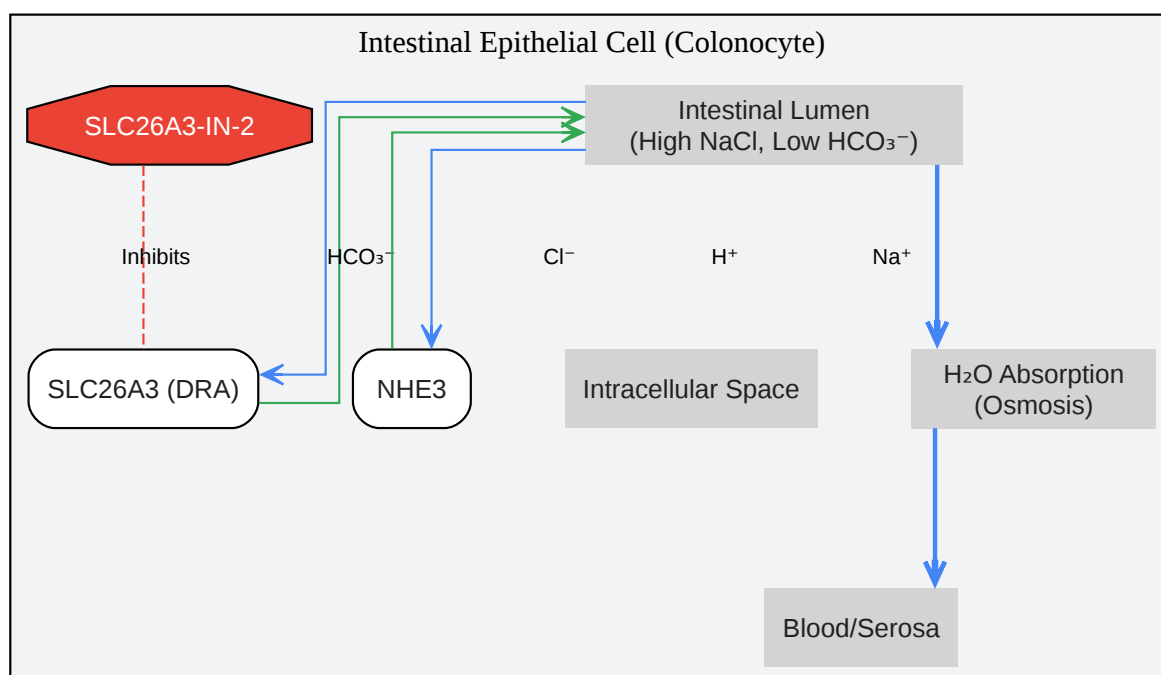 Intestinal Epithelial Cell (Colonocyte)
SLC26A3-IN-2
Intestinal Lumen
(High NaCl, Low HCO₃⁻)
Inhibits
HCO₃⁻
Cl⁻
H⁺
Na⁺
SLC26A3 (DRA)
NHE3
Intracellular Space
H₂O Absorption
(Osmosis)
Blood/Serosa